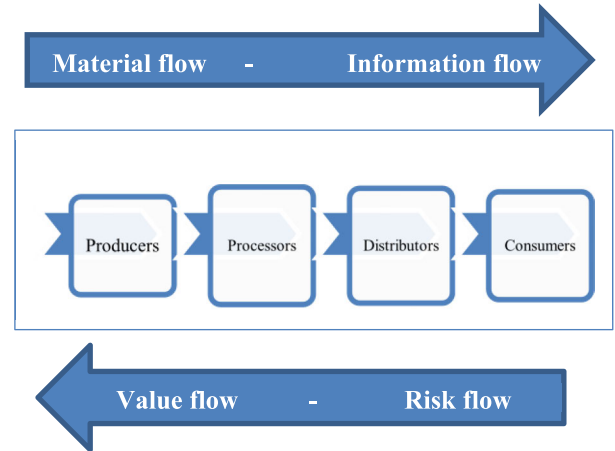 Material flow - Information flow
Producers Processors Distributors Consumers
Value flow - Risk flow